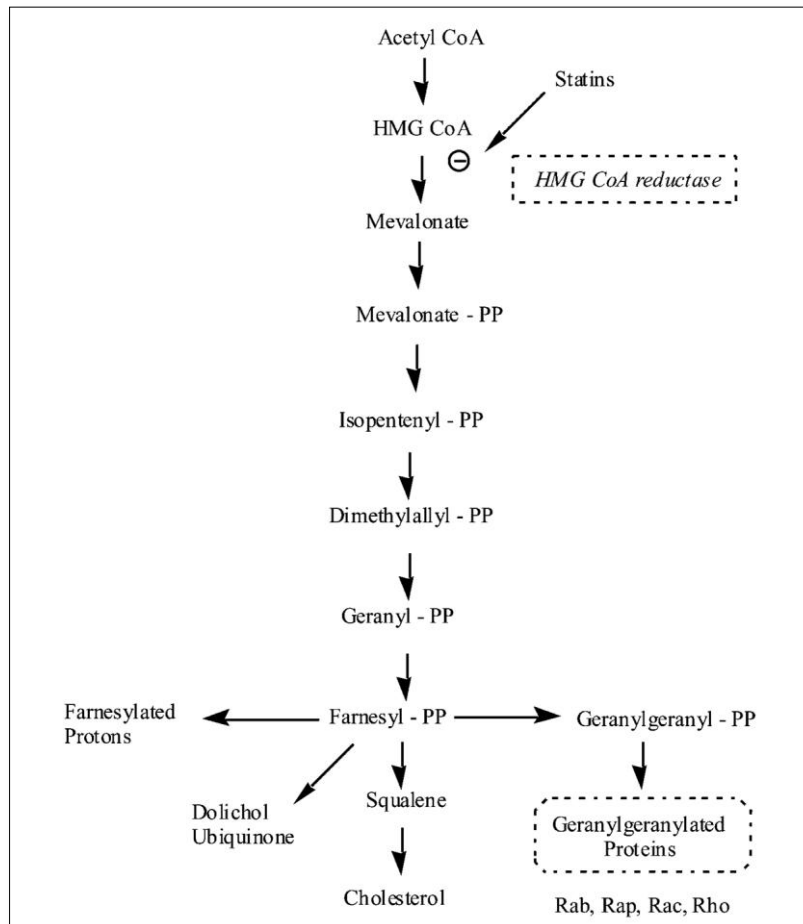 Acetyl CoA
Statins
HMG CoA
HMG CoA reductase
Mevalonate
Mevalonate - PP
Isopentenyl - PP
Dimethylallyl - PP
Geranyl - PP
Farnesylated
Protons
Farnesyl - PP
Geranylgeranyl - PP
Dolichol
Ubiquinone
Squalene
Geranylgeranylated
Proteins
Cholesterol
Rab, Rap, Rac, Rho